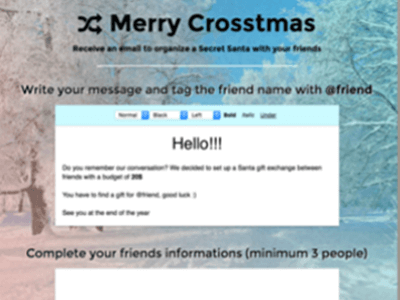 Merry Crosstmas
Receive an email to organize a Secret Santa with your friends
Write your message and tag the friend name with @friend
Normal Black Left Bold Italic Under
Hello!!!
Do you remember our conversation? We decided to set up a Santa gift exchange between
friends with a budget of 20$
You have to find a gift for @friend, good luck :)
See you at the end of the year
Complete your friends informations (minimum 3 people)